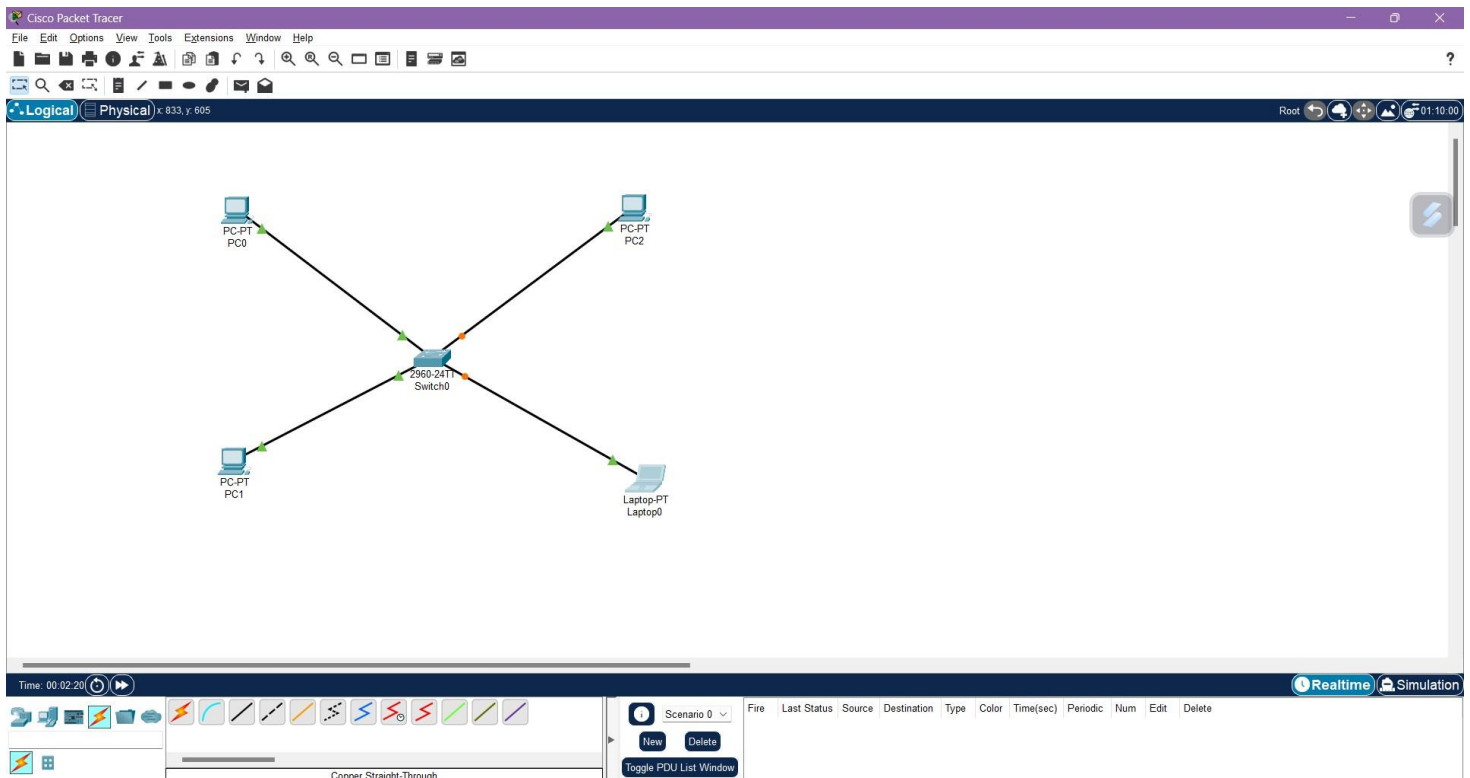 Cisco Packet Tracer
File Edit Options View Tools Extensions Window Help
?
Logical Physical x: 833, y: 605 Root 01:10:00
PC-PT
PC0
PC-PT
PC2
2960-24TT
Switch0
PC-PT
PC1
Laptop-PT
Laptop0
Time: 00:02:20 Realtime Simulation
Scenario 0 Fire Last Status Source Destination Type Color Time(sec) Periodic Num Edit Delete
New Delete
Toggle PDU List Window
Copper Straight-Through